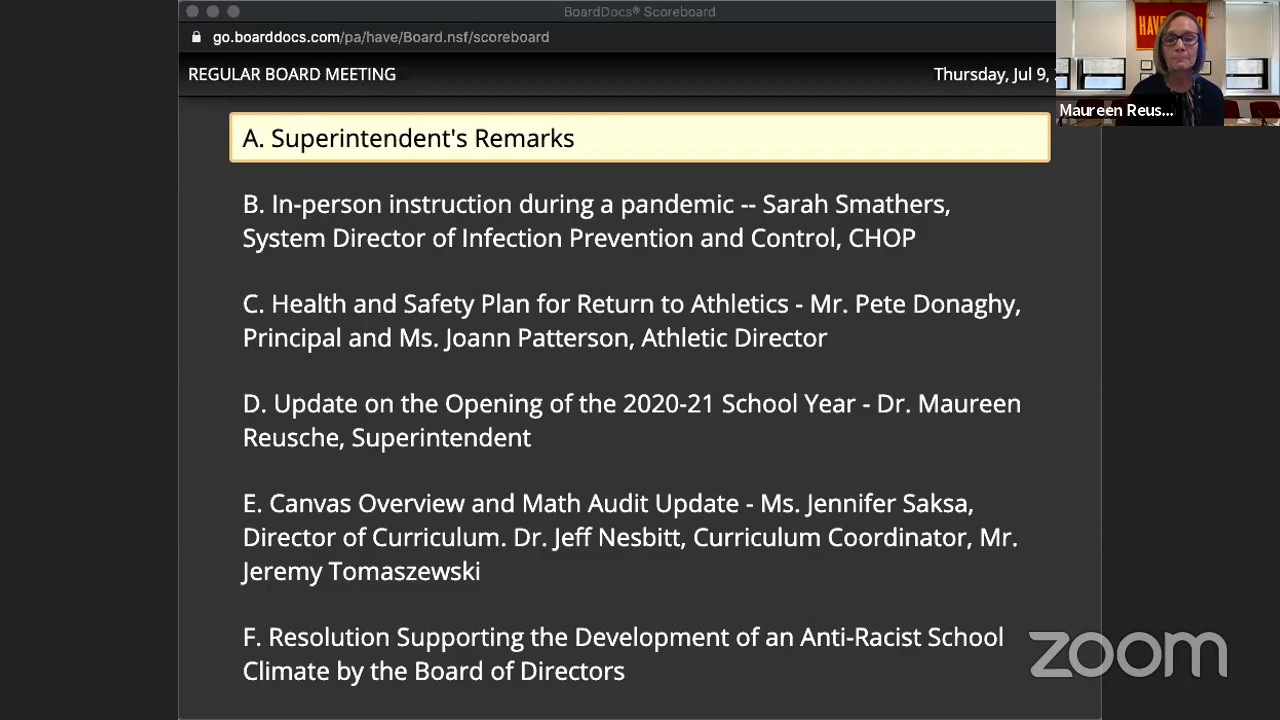 BoardDocs® Scoreboard
go.boarddocs.com/pa/have/Board.nsf/scoreboard
REGULAR BOARD MEETING
Thursday, Jul 9,
HAVE
Maureen Reus...
A. Superintendent's Remarks
B. In-person instruction during a pandemic -- Sarah Smathers,
System Director of Infection Prevention and Control, CHOP
C. Health and Safety Plan for Return to Athletics - Mr. Pete Donaghy,
Principal and Ms. Joann Patterson, Athletic Director
D. Update on the Opening of the 2020-21 School Year - Dr. Maureen
Reusche, Superintendent
E. Canvas Overview and Math Audit Update - Ms. Jennifer Saksa,
Director of Curriculum. Dr. Jeff Nesbitt, Curriculum Coordinator, Mr.
Jeremy Tomaszewski
F. Resolution Supporting the Development of an Anti-Racist School
Climate by the Board of Directors
zoom